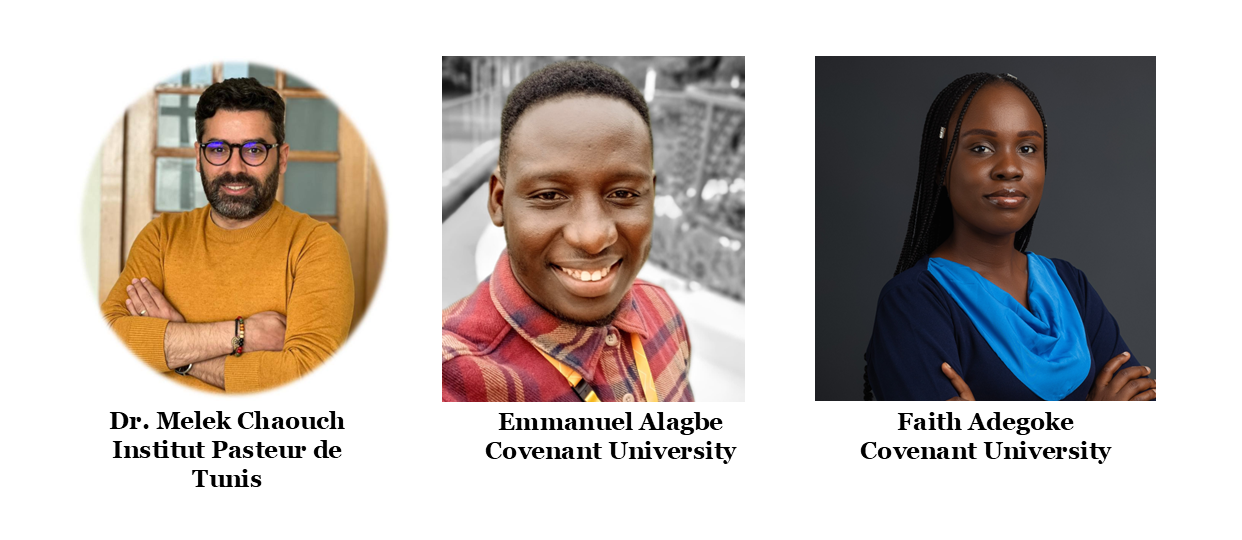 Dr. Melek Chaouch
Institut Pasteur de
Tunis
Emmanuel Alagbe
Covenant University
Faith Adegoke
Covenant University